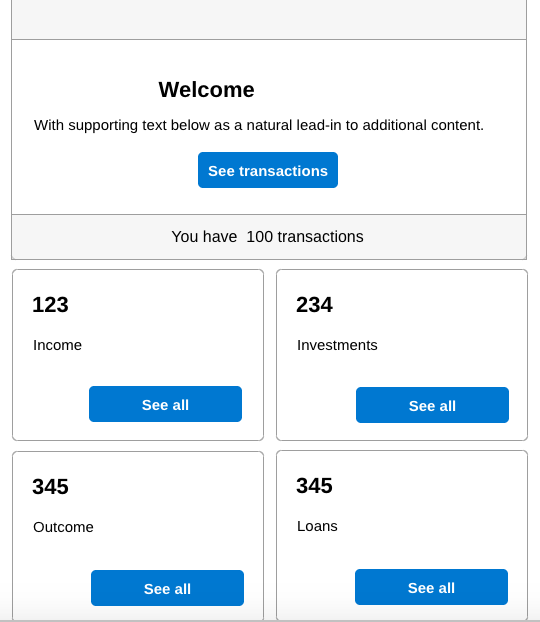 Welcome
With supporting text below as a natural lead-in to additional content.
See transactions
You have  100 transactions
123
Income
See all
234
Investments
See all
345
Outcome
See all
345
Loans
See all